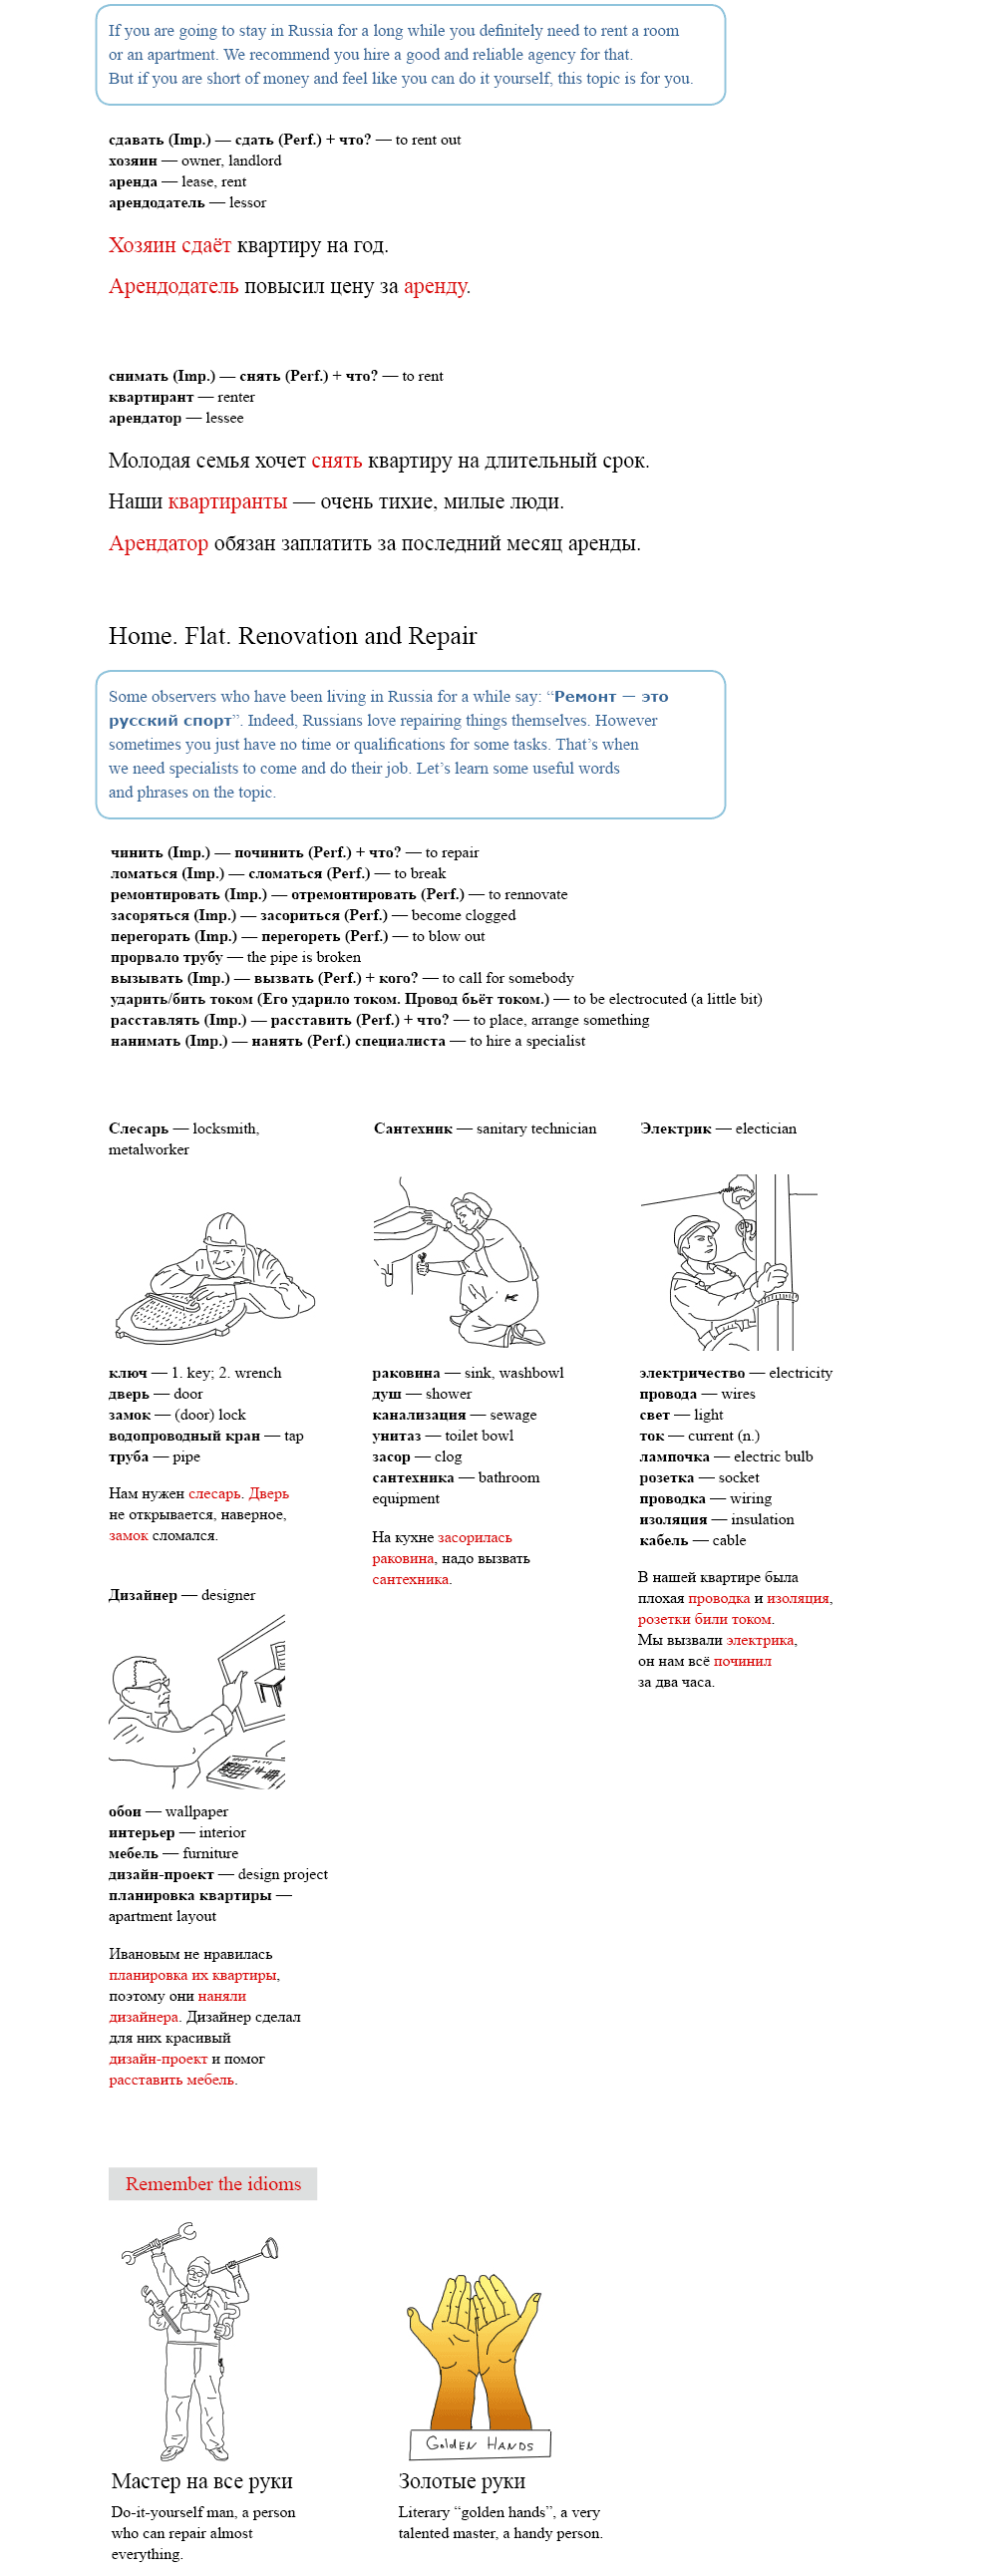 If you are going to stay in Russia for a long while you definitely need to rent a room
or an apartment. We recommend you hire a good and reliable agency for that.
But if you are short of money and feel like you can do it yourself, this topic is for you.
сдавать (Imp.) — сдать (Perf.) + что? — to rent out
хозяин — owner, landlord
аренда — lease, rent
арендодатель — lessor
Хозяин сдаёт квартиру на год.
Арендодатель повысил цену за аренду.
снимать (Imp.) — снять (Perf.) + что? — to rent
квартирант — renter
арендатор — lessee
Молодая семья хочет снять квартиру на длительный срок.
Наши квартиранты — очень тихие, милые люди.
Арендатор обязан заплатить за последний месяц аренды.
Home. Flat. Renovation and Repair
Some observers who have been living in Russia for a while say: “Ремонт — это
русский спорт”. Indeed, Russians love repairing things themselves. However
sometimes you just have no time or qualifications for some tasks. That’s when
we need specialists to come and do their job. Let’s learn some useful words
and phrases on the topic.
чинить (Imp.) — починить (Perf.) + что? — to repair
ломаться (Imp.) — сломаться (Perf.) — to break
ремонтировать (Imp.) — отремонтировать (Perf.) — to rennovate
засоряться (Imp.) — засориться (Perf.) — become clogged
перегорать (Imp.) — перегореть (Perf.) — to blow out
прорвало трубу — the pipe is broken
вызывать (Imp.) — вызвать (Perf.) + кого? — to call for somebody
ударить/бить током (Его ударило током. Провод бьёт током.) — to be electrocuted (a little bit)
расставлять (Imp.) — расставить (Perf.) + что? — to place, arrange something
нанимать (Imp.) — нанять (Perf.) специалиста — to hire a specialist
Слесарь — locksmith,
metalworker
ключ — 1. key; 2. wrench
дверь — door
замок — (door) lock
водопроводный кран — tap
труба — pipe
Нам нужен слесарь. Дверь
не открывается, наверное,
замок сломался.
Сантехник — sanitary technician
раковина — sink, washbowl
душ — shower
канализация — sewage
унитаз — toilet bowl
засор — clog
сантехника — bathroom
equipment
На кухне засорилась
раковина, надо вызвать
сантехника.
Электрик — electician
электричество — electricity
провода — wires
свет — light
ток — current (n.)
лампочка — electric bulb
розетка — socket
проводка — wiring
изоляция — insulation
кабель — cable
В нашей квартире была
плохая проводка и изоляция,
розетки били током.
Мы вызвали электрика,
он нам всё починил
за два часа.
Дизайнер — designer
обои — wallpaper
интерьер — interior
мебель — furniture
дизайн-проект — design project
планировка квартиры —
apartment layout
Ивановым не нравилась
планировка их квартиры,
поэтому они наняли
дизайнера. Дизайнер сделал
для них красивый
дизайн-проект и помог
расставить мебель.
Remember the idioms
Мастер на все руки
Do-it-yourself man, a person
who can repair almost
everything.
GoldEN HANDS
Золотые руки
Literary “golden hands”, a very
talented master, a handy person.